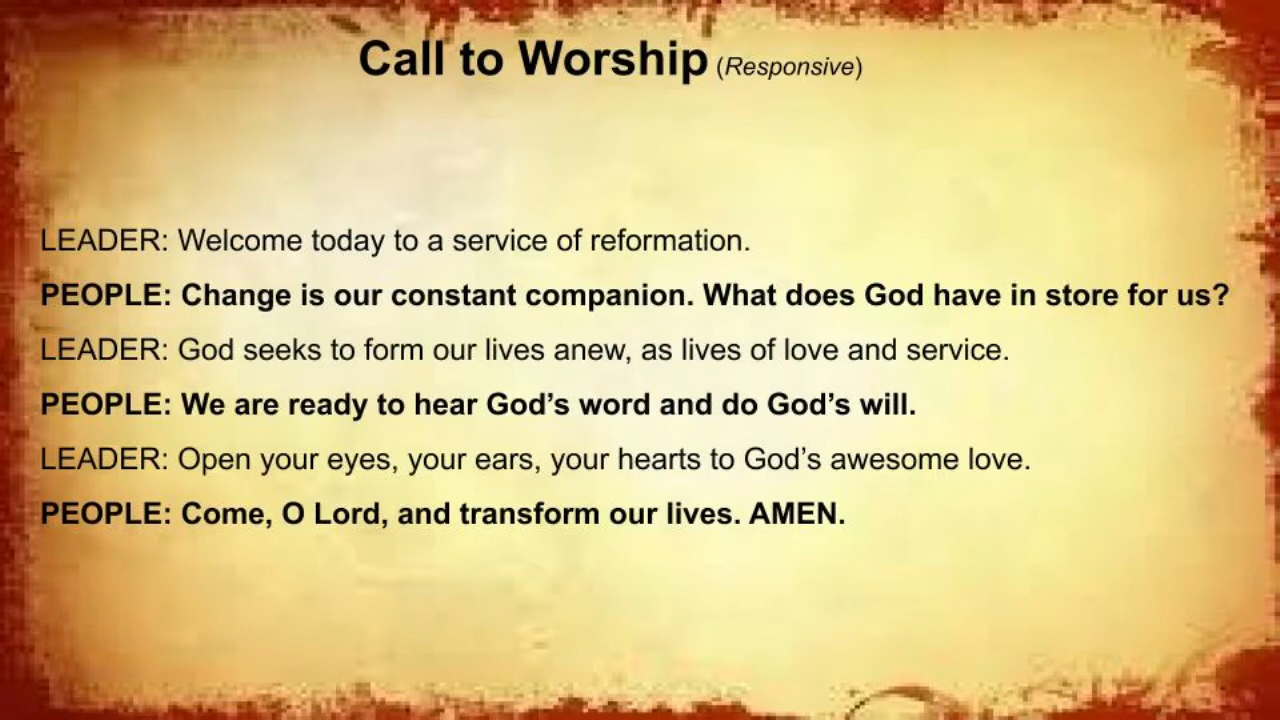 Call to Worship (Responsive)
LEADER: Welcome today to a service of reformation.
PEOPLE: Change is our constant companion. What does God have in store for us?
LEADER: God seeks to form our lives anew, as lives of love and service.
PEOPLE: We are ready to hear God’s word and do God’s will.
LEADER: Open your eyes, your ears, your hearts to God’s awesome love.
PEOPLE: Come, O Lord, and transform our lives. AMEN.